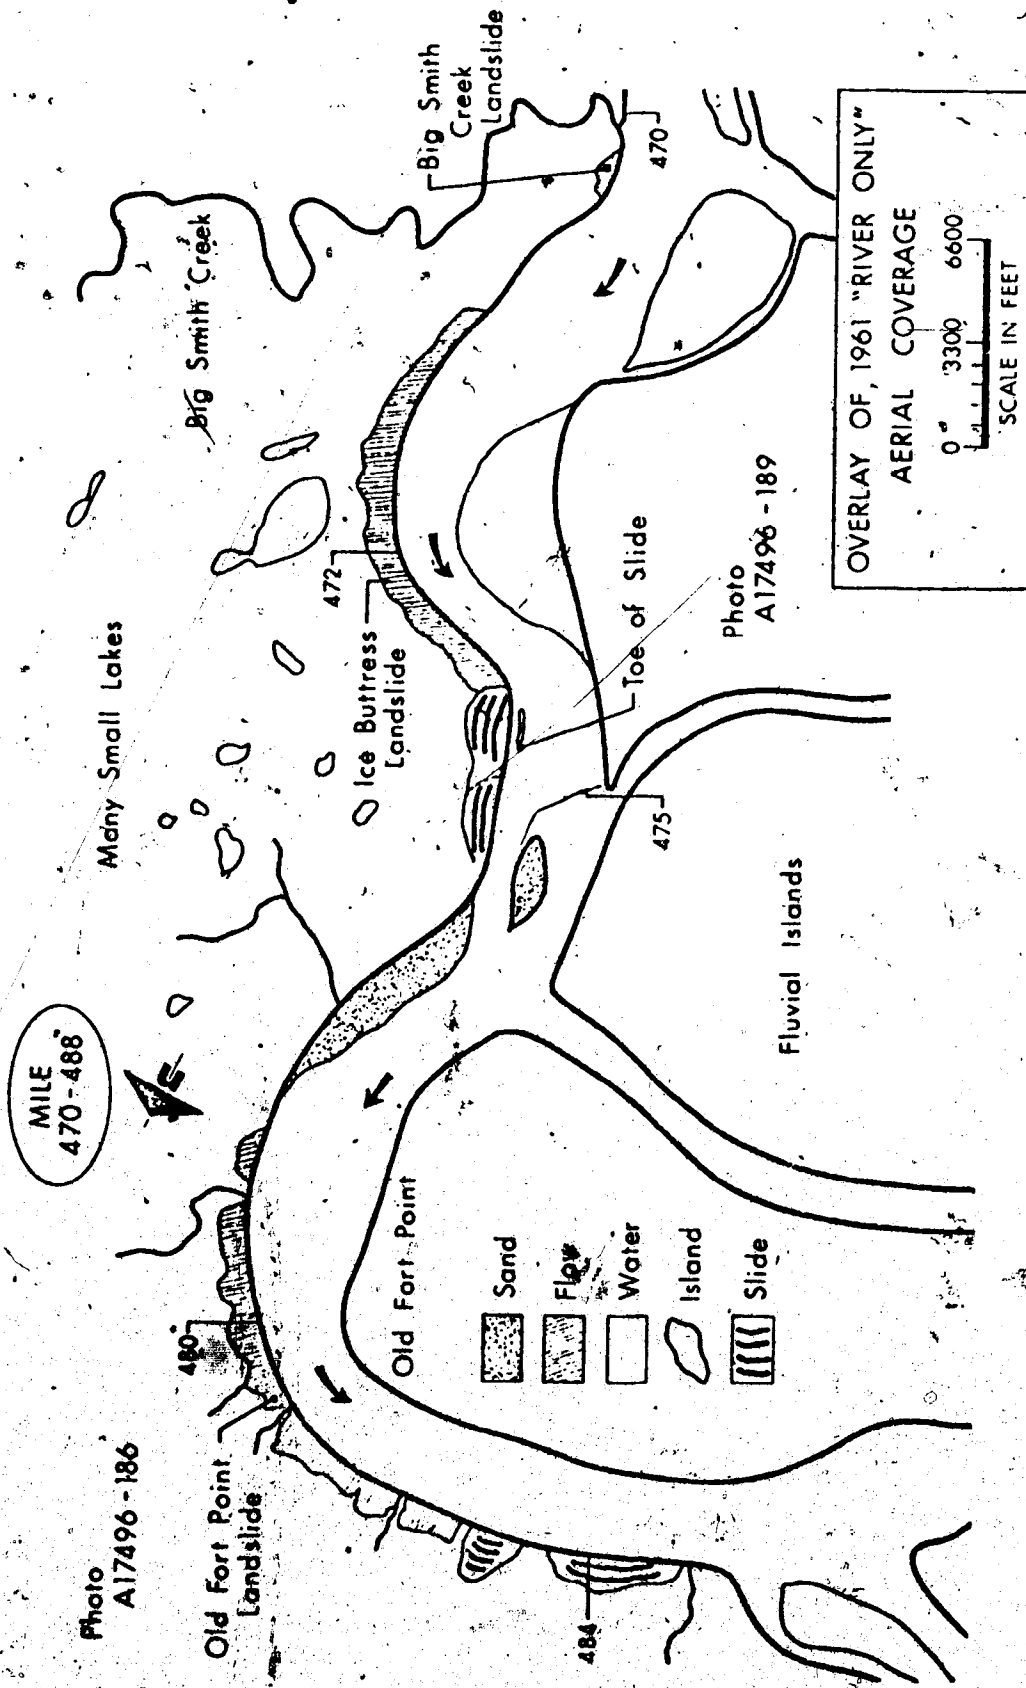 MILE
470-488
Photo
A17496-186
Old Fort Point
Landslide
480
484
Many Small Lakes
Ice Buttress
Landslide
472
Big Smith Creek
Big Smith
Creek
Landslide
470
475
Toe of Slide
Photo
A17496-189
Old Fort Point
Fluvial Islands
Sand
Flow
Water
Island
Slide
OVERLAY OF, 1961 "RIVER ONLY"
AERIAL COVERAGE
0 3300 6600
SCALE IN FEET